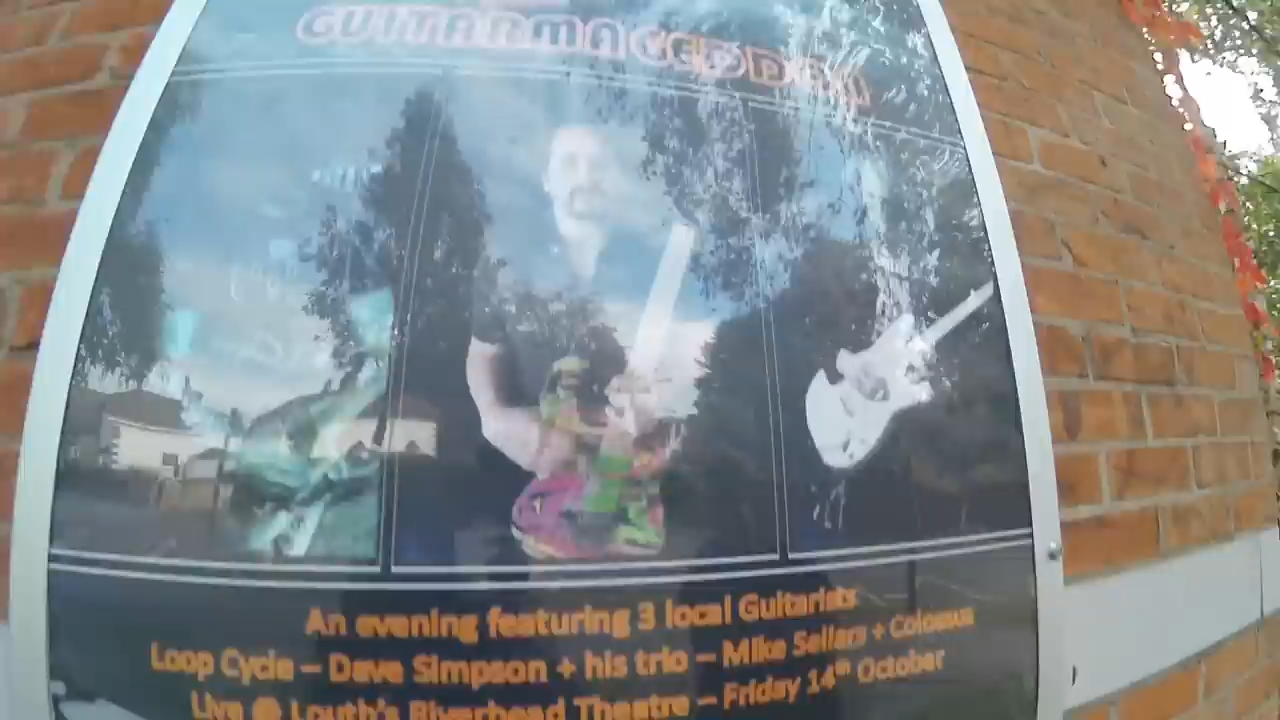 GUITARMAGEDDON
An evening featuring 3 local Guitarists
Loop Cycle – Dave Simpson + his trio – Mike Sellars + Colossus
Live @ Louth's Riverhead Theatre – Friday 14th October